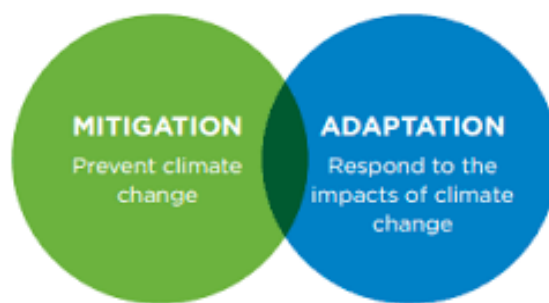 MITIGATION
Prevent climate
change
ADAPTATION
Respond to the
impacts of climate
change